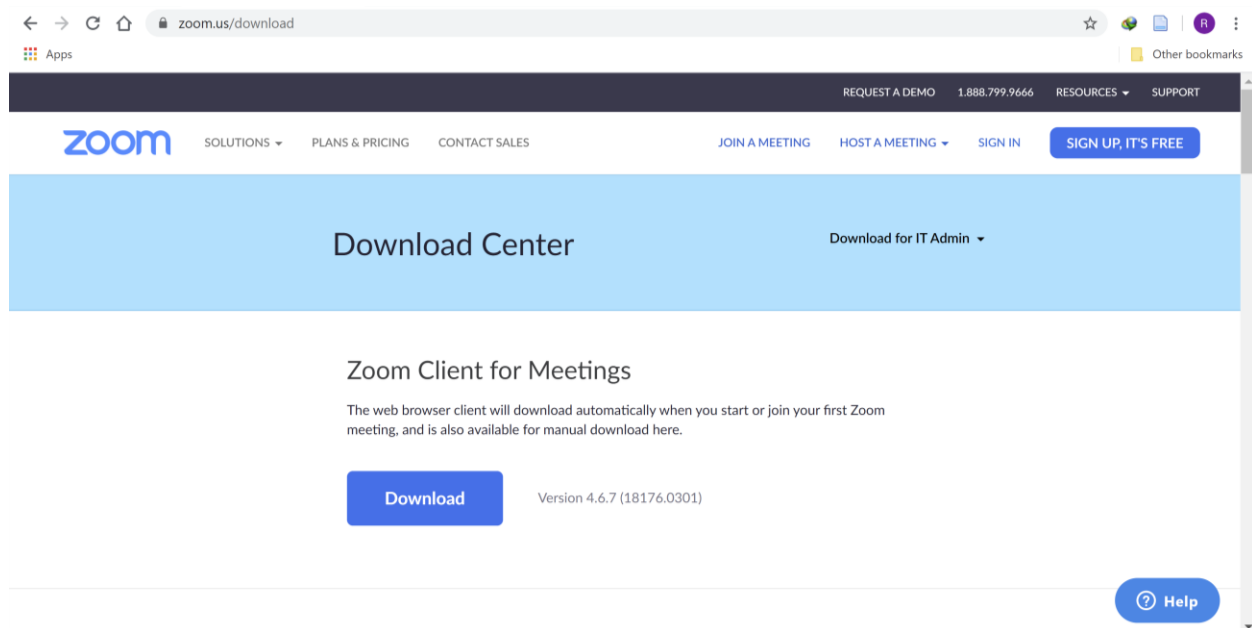 zoom.us/download
R
Apps
Other bookmarks
REQUEST A DEMO 1.888.799.9666 RESOURCES SUPPORT
zoom SOLUTIONS PLANS & PRICING CONTACT SALES JOIN A MEETING HOST A MEETING SIGN IN SIGN UP, IT'S FREE
Download Center Download for IT Admin
Zoom Client for Meetings
The web browser client will download automatically when you start or join your first Zoom
meeting, and is also available for manual download here.
Download Version 4.6.7 (18176.0301)
? Help